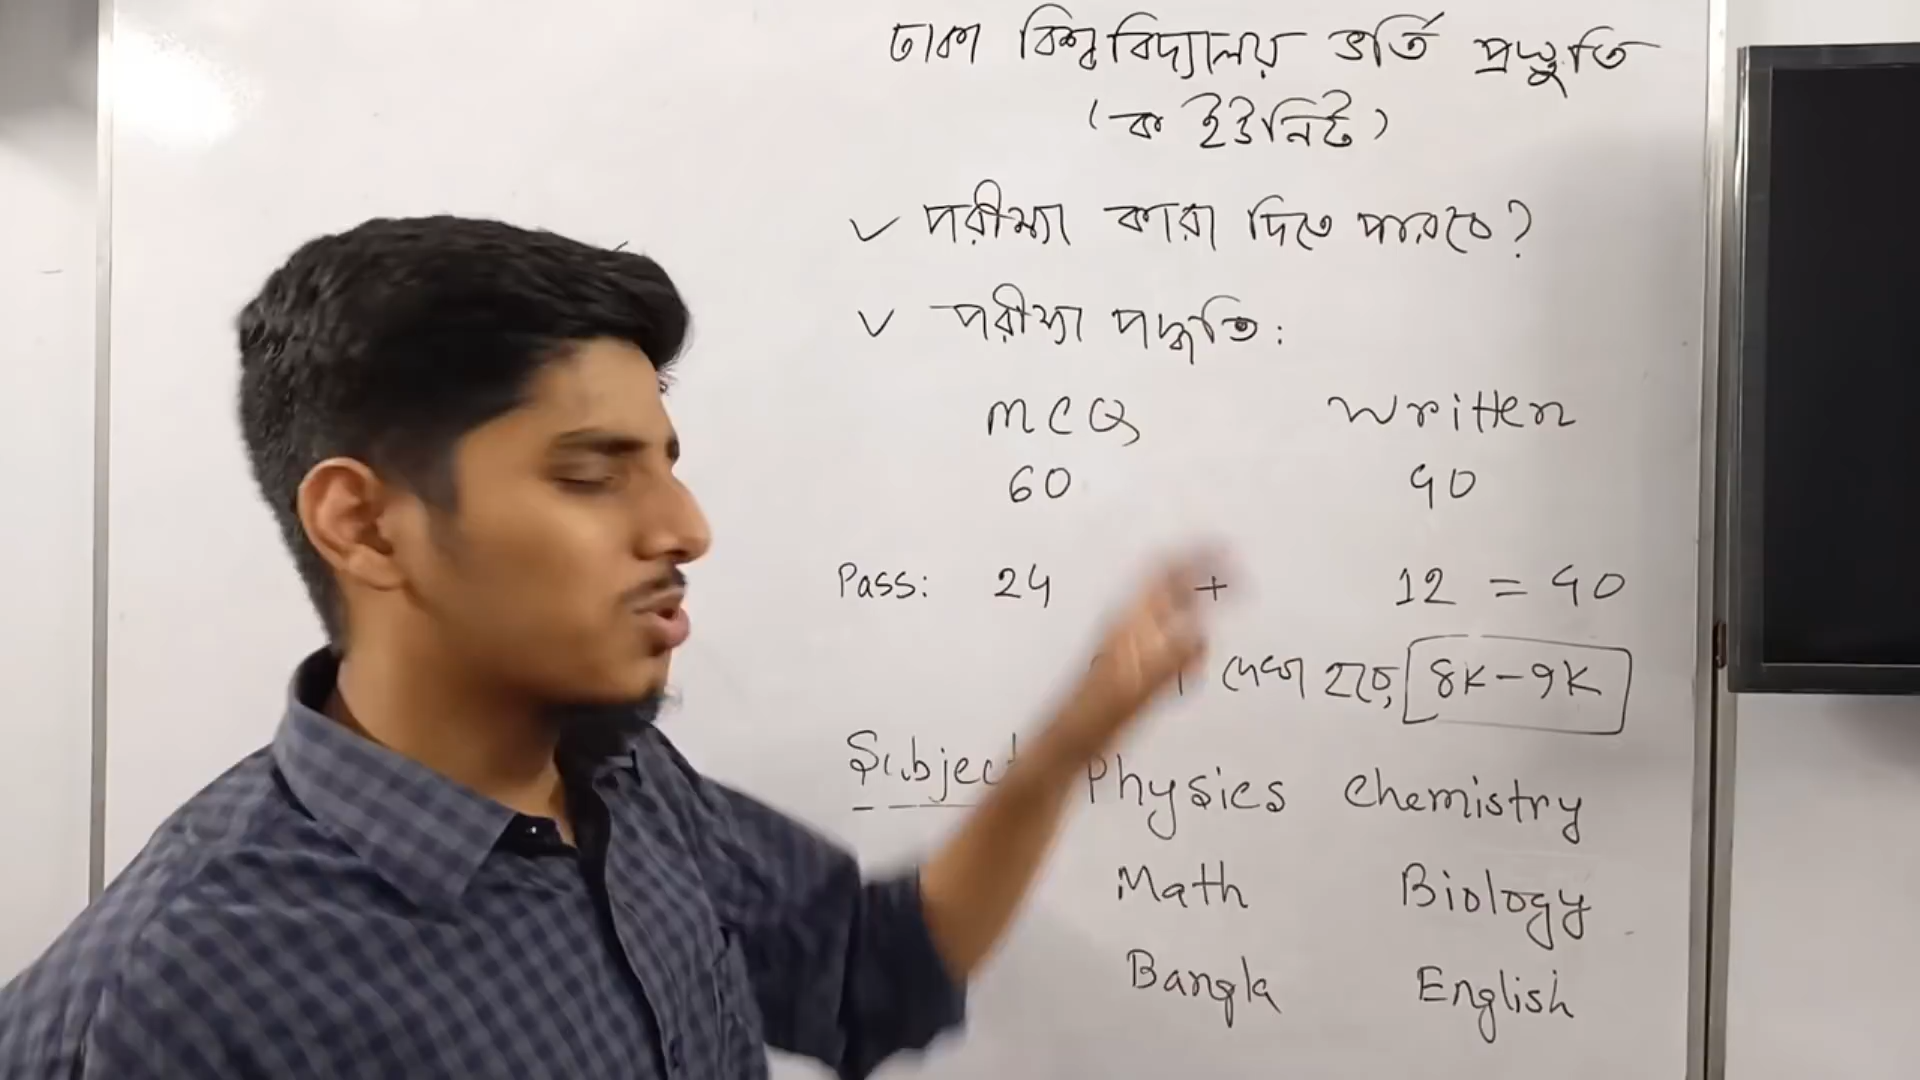 ঢাকা বিশ্ববিদ্যালয় ভর্তি প্রস্তুতি
(ক ইউনিট)
✓ পরীক্ষা কারা দিতে পারবে?
✓ পরীক্ষা পদ্ধতি:
MCQ Written
60 40
Pass: 24 + 12 = 40
দেখা হবে, 8K-9K
Subject Physics Chemistry
Math Biology
Bangla English